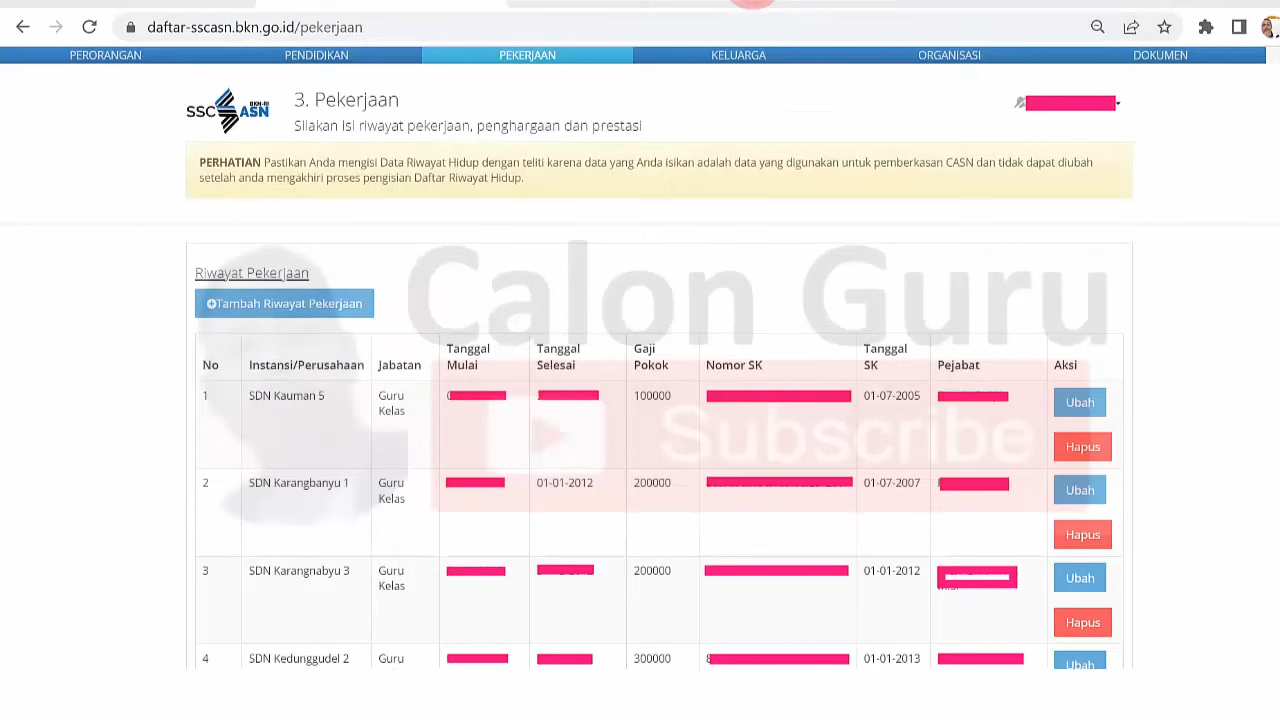 daftar-sscasn.bkn.go.id/pekerjaan
PERORANGAN PENDIDIKAN PEKERJAAN KELUARGA ORGANISASI DOKUMEN
SSC ASN BKN-RI
3. Pekerjaan
Silakan isi riwayat pekerjaan, penghargaan dan prestasi
PERHATIAN Pastikan Anda mengisi Data Riwayat Hidup dengan teliti karena data yang Anda isikan adalah data yang digunakan untuk pemberkasan CASN dan tidak dapat diubah
setelah anda mengakhiri proses pengisian Daftar Riwayat Hidup.
Calon Guru
Subscribe
Riwayat Pekerjaan
Tambah Riwayat Pekerjaan
No Instansi/Perusahaan Jabatan Tanggal Mulai Tanggal Selesai Gaji Pokok Nomor SK Tanggal SK Pejabat Aksi
1 SDN Kauman 5 Guru Kelas 100000 01-07-2005 Ubah
Hapus
2 SDN Karangbanyu 1 Guru Kelas 01-01-2012 200000 01-07-2007 Ubah
Hapus
3 SDN Karangnabyu 3 Guru Kelas 200000 01-01-2012 Ubah
Hapus
4 SDN Kedunggudel 2 Guru 300000 8 01-01-2013 Ubah